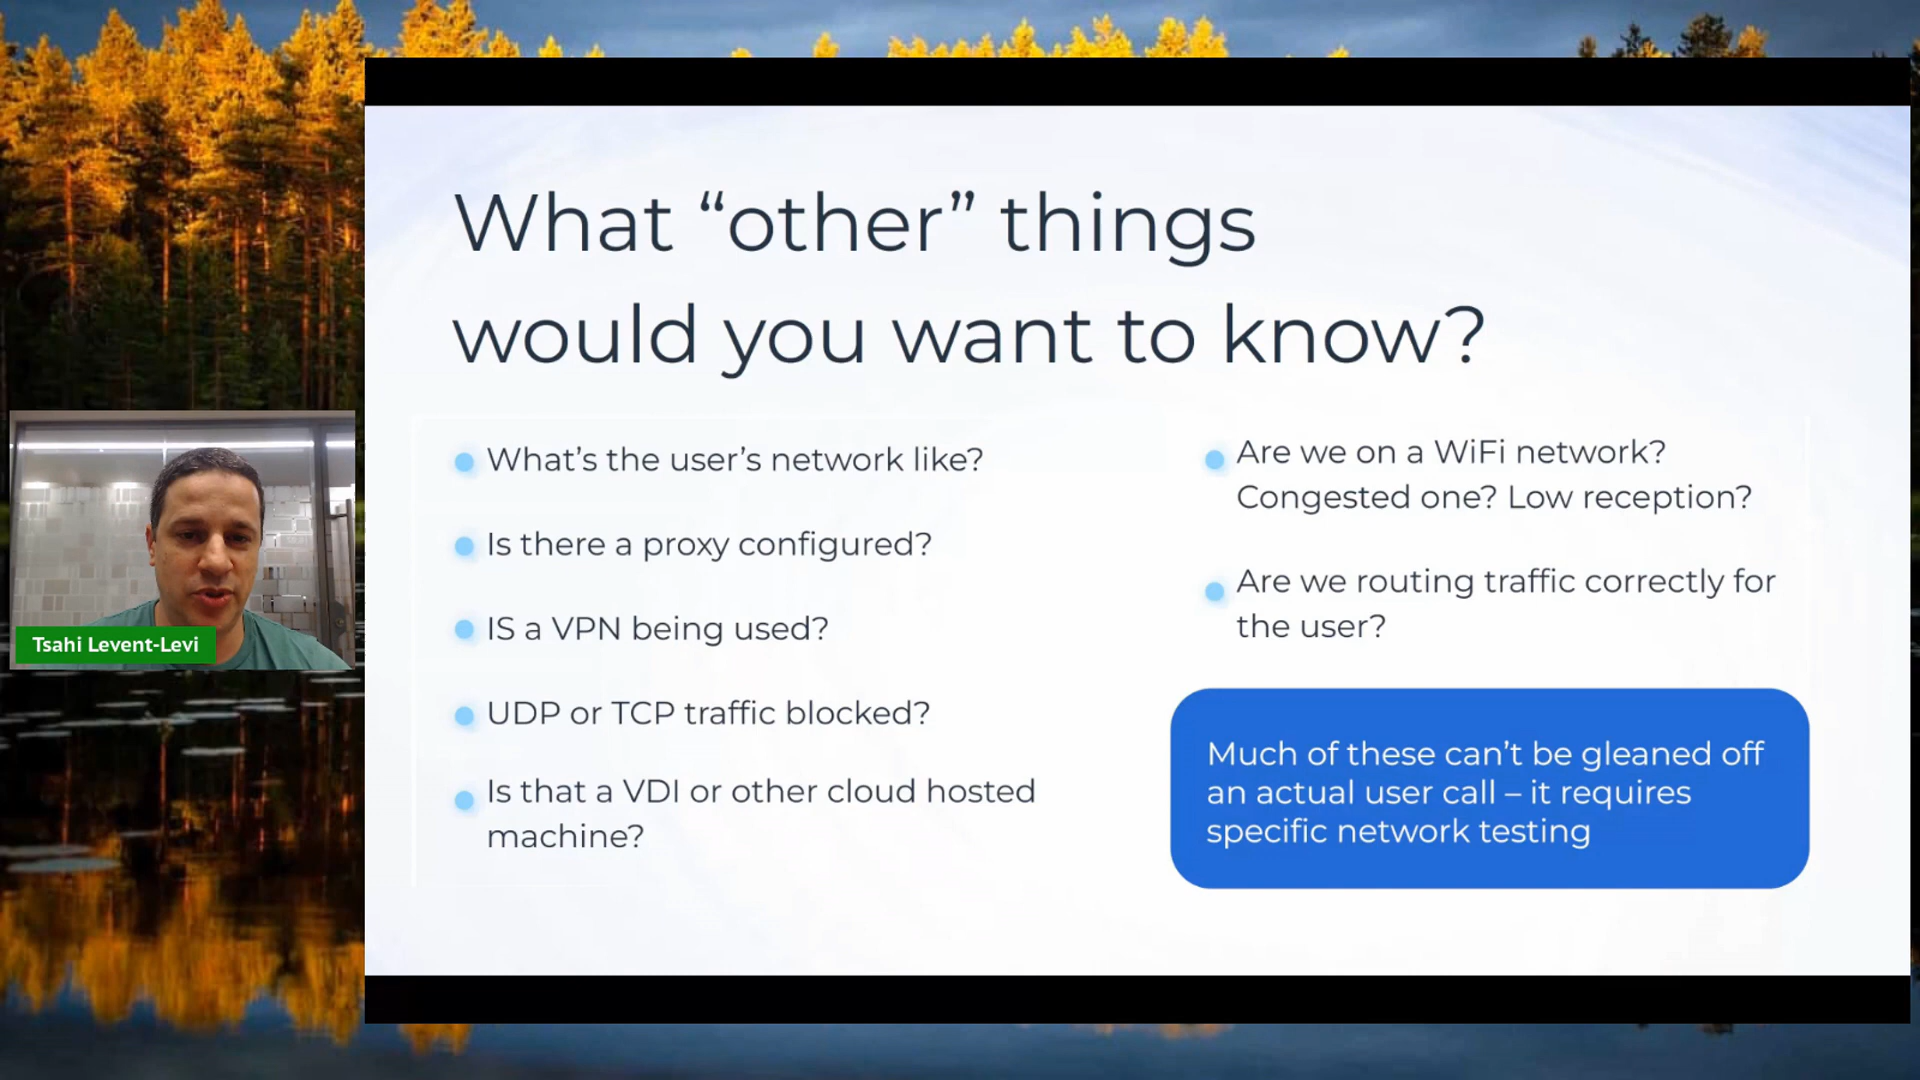 What “other” things
would you want to know?
What’s the user’s network like?
Is there a proxy configured?
IS a VPN being used?
UDP or TCP traffic blocked?
Is that a VDI or other cloud hosted
machine?
Are we on a WiFi network?
Congested one? Low reception?
Are we routing traffic correctly for
the user?
Much of these can’t be gleaned off
an actual user call – it requires
specific network testing
Tsahi Levent-Levi